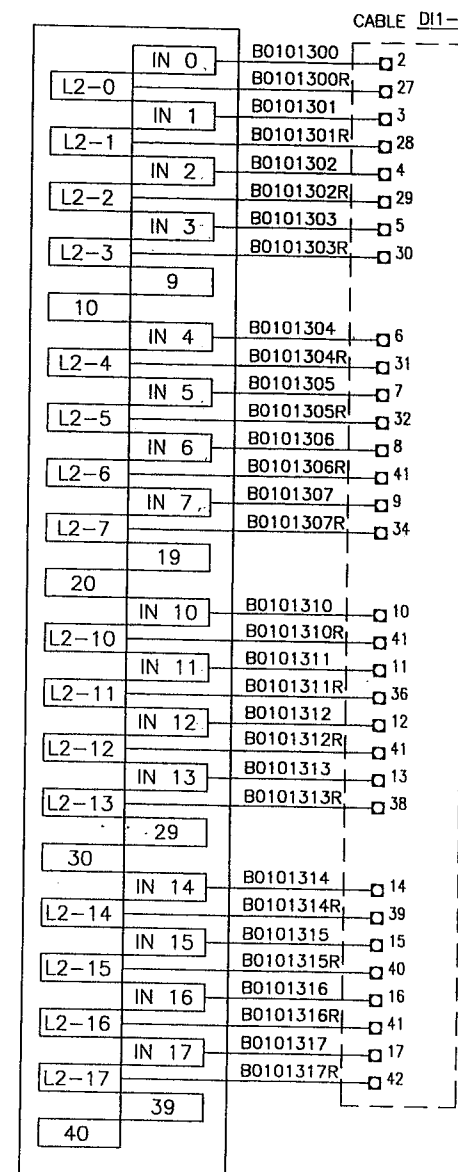 CABLE DI1-
IN 0 B0101300 2
L2-0 B0101300R 27
IN 1 B0101301 3
L2-1 B0101301R 28
IN 2 B0101302 4
L2-2 B0101302R 29
IN 3 B0101303 5
L2-3 B0101303R 30
9
10
IN 4 B0101304 6
L2-4 B0101304R 31
IN 5 B0101305 7
L2-5 B0101305R 32
IN 6 B0101306 8
L2-6 B0101306R 41
IN 7 B0101307 9
L2-7 B0101307R 34
19
20
IN 10 B0101310 10
L2-10 B0101310R 41
IN 11 B0101311 11
L2-11 B0101311R 36
IN 12 B0101312 12
L2-12 B0101312R 41
IN 13 B0101313 13
L2-13 B0101313R 38
29
30
IN 14 B0101314 14
L2-14 B0101314R 39
IN 15 B0101315 15
L2-15 B0101315R 40
IN 16 B0101316 16
L2-16 B0101316R 41
IN 17 B0101317 17
L2-17 B0101317R 42
39
40